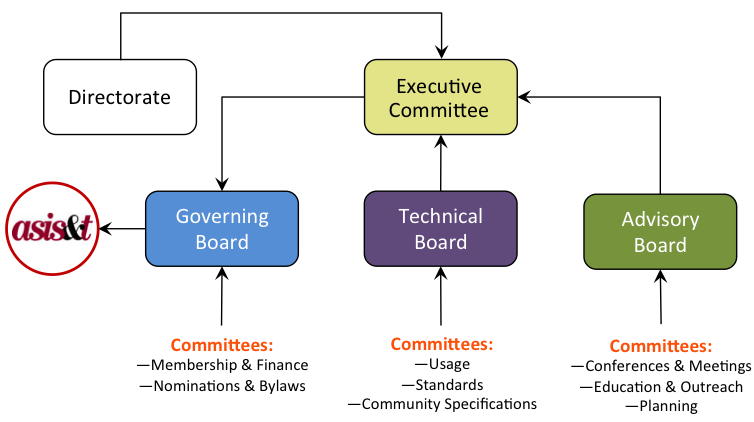 Directorate
Executive
Committee
asis&t
Governing
Board
Technical
Board
Advisory
Board
Committees:
—Membership & Finance
—Nominations & Bylaws
Committees:
—Usage
—Standards
—Community Specifications
Committees:
—Conferences & Meetings
—Education & Outreach
—Planning